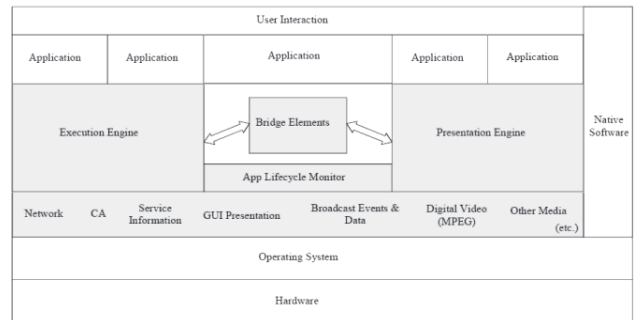 User Interaction
Application
Application
Application
Application
Application
Execution Engine
Bridge Elements
Presentation Engine
Native
Software
App Lifecycle Monitor
Network
CA
Service
Information
GUI Presentation
Broadcast Events &
Data
Digital Video
(MPEG)
Other Media
(etc.)
Operating System
Hardware